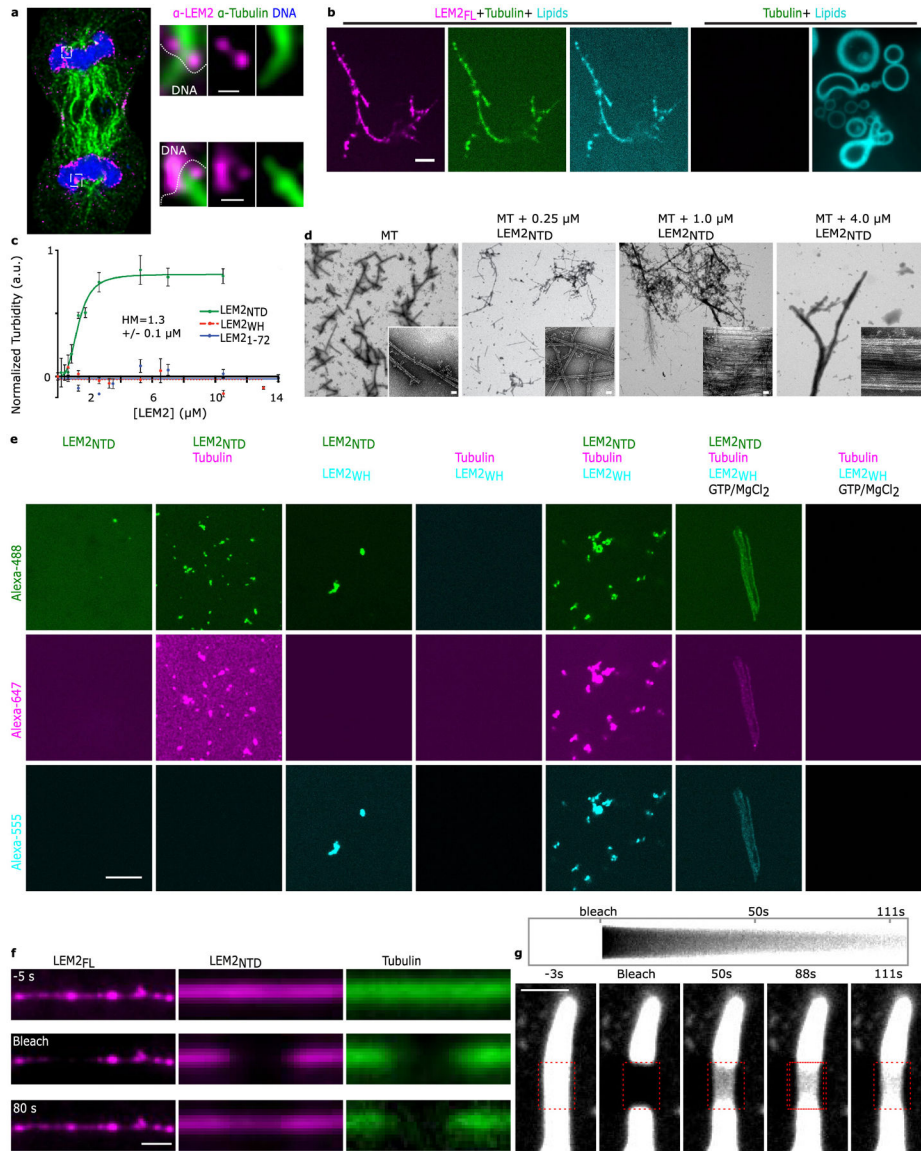 a α-LEM2 α-Tubulin DNA
DNA
DNA
b LEM2FL+Tubulin+ Lipids Tubulin+ Lipids
c
Normalized Turbidity (a.u.)
1
0.5
0
2 6 10 14
[LEM2] (µM)
HM=1.3
+/- 0.1 µM
LEM2NTD
LEM2WH
LEM21-72
d MT
MT + 0.25 µM
LEM2NTD
MT + 1.0 µM
LEM2NTD
MT + 4.0 µM
LEM2NTD
e LEM2NTD
LEM2NTD
Tubulin
LEM2NTD
LEM2WH
Tubulin
LEM2WH
LEM2NTD
Tubulin
LEM2WH
LEM2NTD
Tubulin
LEM2WH
GTP/MgCl2
Tubulin
LEM2WH
GTP/MgCl2
Alexa-488
Alexa-647
Alexa-555
f LEM2FL LEM2NTD Tubulin
-5 s
Bleach
80 s
bleach 50s 111s
g
-3s Bleach 50s 88s 111s